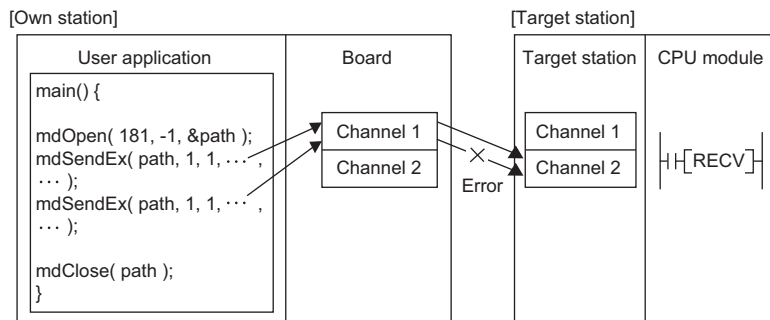 [Own station]
[Target station]
User application
Board
Target station
CPU module
main() {
mdOpen( 181, -1, &path );
mdSendEx( path, 1, 1, ··· ,
··· );
mdSendEx( path, 1, 1, ··· ,
··· );
mdClose( path );
}
Channel 1
Channel 2
Error
Channel 1
Channel 2
RECV